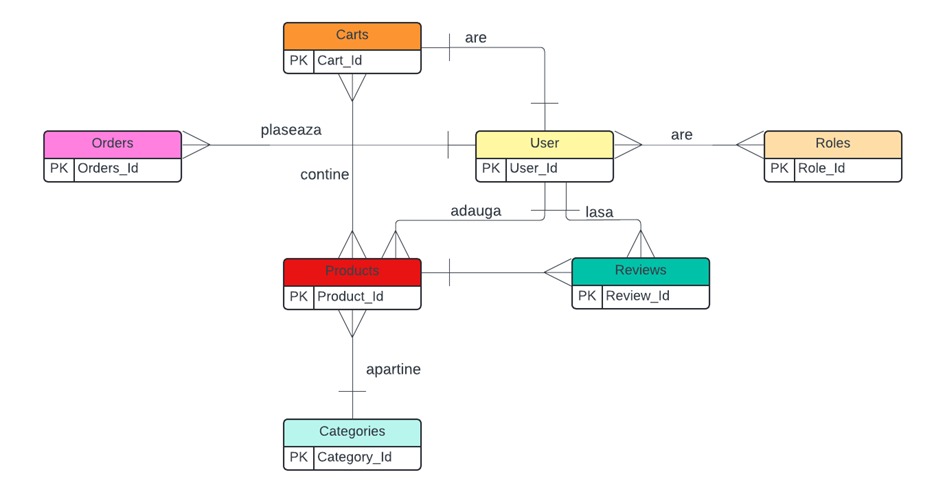 Carts
PK Cart_Id
are
plaseaza
Orders
PK Orders_Id
User
PK User_Id
are
Roles
PK Role_Id
contine
adauga
lasa
Products
PK Product_Id
Reviews
PK Review_Id
apartine
Categories
PK Category_Id